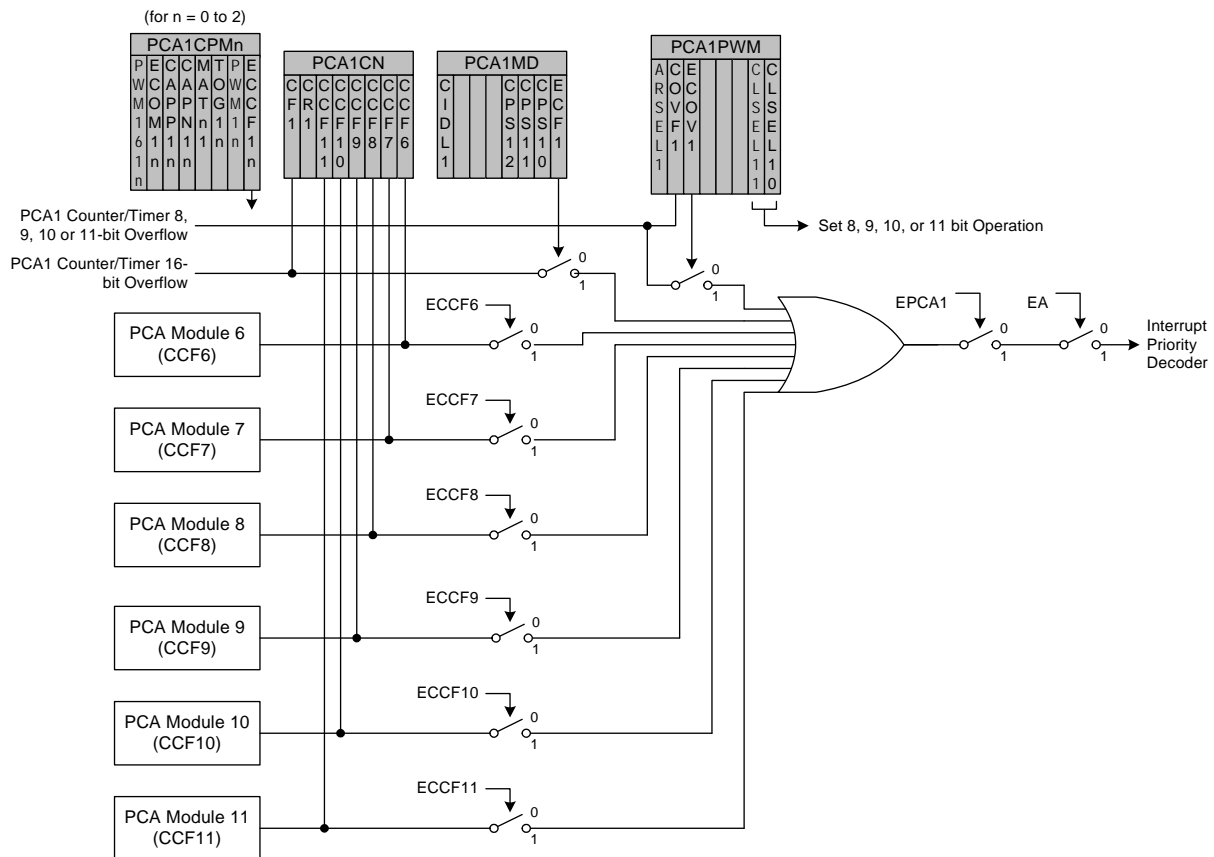 (for n = 0 to 2)
PCA1CPMn
PWM161n
ECOM1n
CAPP1n
CAPN1n
MATn1
TOG1n
PWM1n
ECCF1n
PCA1CN
CF1
CR1
CCF11
CCF10
CCF9
CCF8
CCF7
CCF6
PCA1MD
CIDL1
CPS12
CPS11
CPS10
ECF1
PCA1PWM
ARSEL1
COVF1
ECOV1
CLSEL11
CLSEL10
PCA1 Counter/Timer 8,
9, 10 or 11-bit Overflow
Set 8, 9, 10, or 11 bit Operation
PCA1 Counter/Timer 16-
bit Overflow
0
1
0
1
PCA Module 6
(CCF6)
ECCF6
0
1
EPCA1
0
1
EA
0
1
Interrupt
Priority
Decoder
PCA Module 7
(CCF7)
ECCF7
0
1
PCA Module 8
(CCF8)
ECCF8
0
1
PCA Module 9
(CCF9)
ECCF9
0
1
PCA Module 10
(CCF10)
ECCF10
0
1
PCA Module 11
(CCF11)
ECCF11
0
1